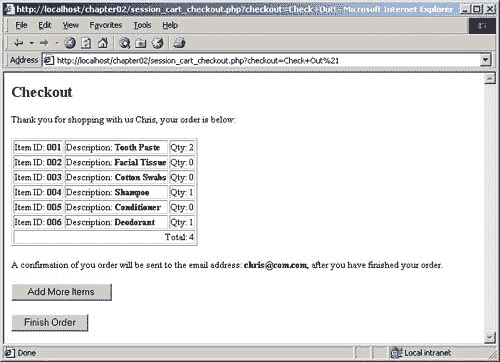 http://localhost/chapter02/session_cart_checkout.php?checkout=Check+Out! - Microsoft Internet Explorer
File Edit View Favorites Tools Help
Address http://localhost/chapter02/session_cart_checkout.php?checkout=Check+Out%21
Checkout
Thank you for shopping with us Chris, your order is below:
Item ID: 001 Description: Tooth Paste Qty: 2
Item ID: 002 Description: Facial Tissue Qty: 0
Item ID: 003 Description: Cotton Swabs Qty: 0
Item ID: 004 Description: Shampoo Qty: 1
Item ID: 005 Description: Conditioner Qty: 0
Item ID: 006 Description: Deodorant Qty: 1
Total: 4
A confirmation of you order will be sent to the email address: chris@com.com, after you have finished your order.
Add More Items
Finish Order
Done Local intranet